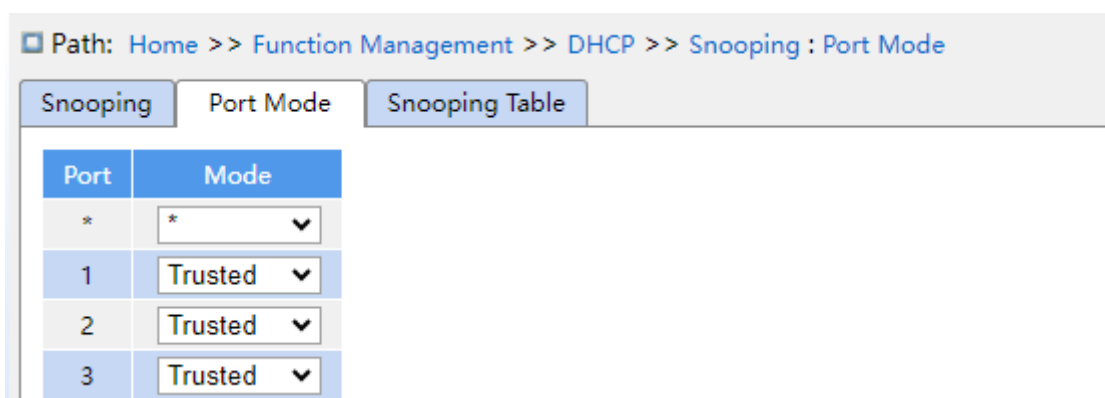 Path: Home >> Function Management >> DHCP >> Snooping : Port Mode
Snooping Port Mode Snooping Table
Port Mode
* *
1 Trusted
2 Trusted
3 Trusted